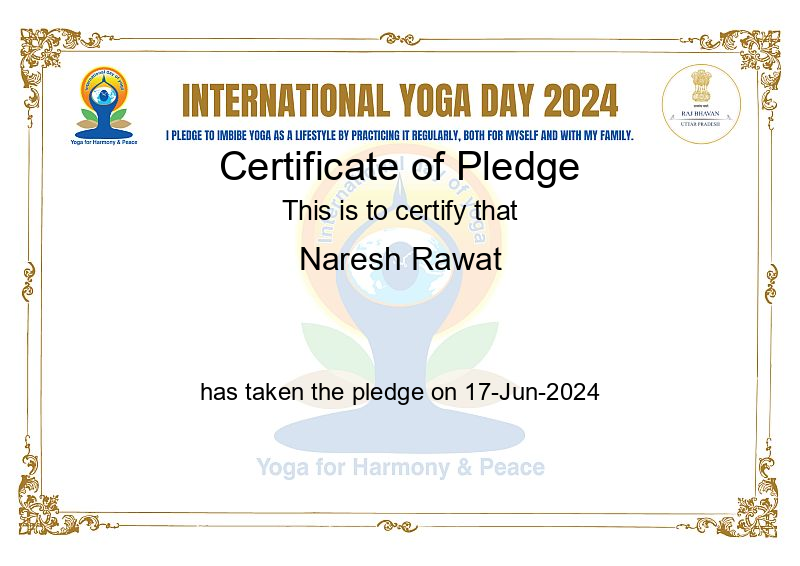 International Day of Yoga
Yoga for Harmony & Peace
INTERNATIONAL YOGA DAY 2024
I PLEDGE TO IMBIBE YOGA AS A LIFESTYLE BY PRACTICING IT REGULARLY, BOTH FOR MYSELF AND WITH MY FAMILY.
RAJ BHAVAN
UTTAR PRADESH
Certificate of Pledge
This is to certify that
International day of yoga
Naresh Rawat
has taken the pledge on 17-Jun-2024
Yoga for Harmony & Peace